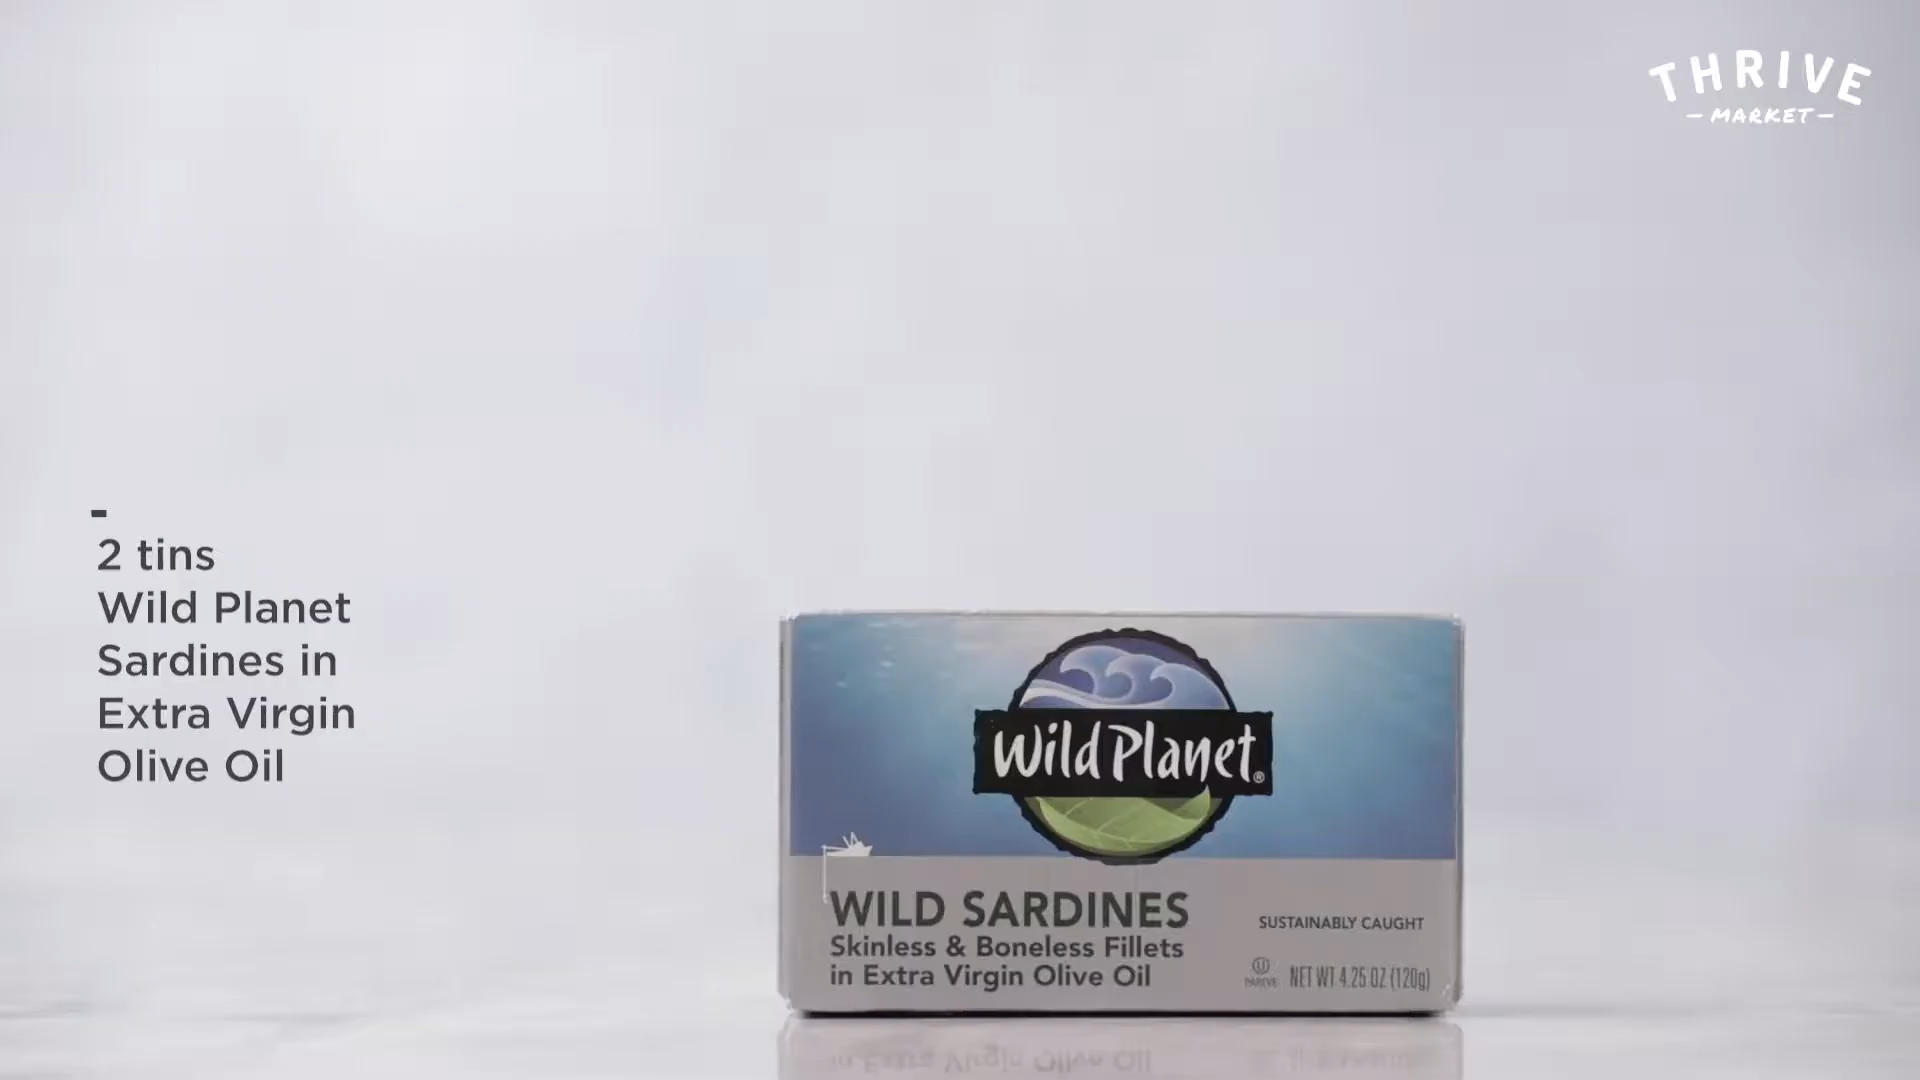 THRIVE
- MARKET -
-
2 tins
Wild Planet
Sardines in
Extra Virgin
Olive Oil
Wild Planet®
WILD SARDINES
Skinless & Boneless Fillets
in Extra Virgin Olive Oil
SUSTAINABLY CAUGHT
U
PAREVE
NET WT 4.25 OZ (120g)